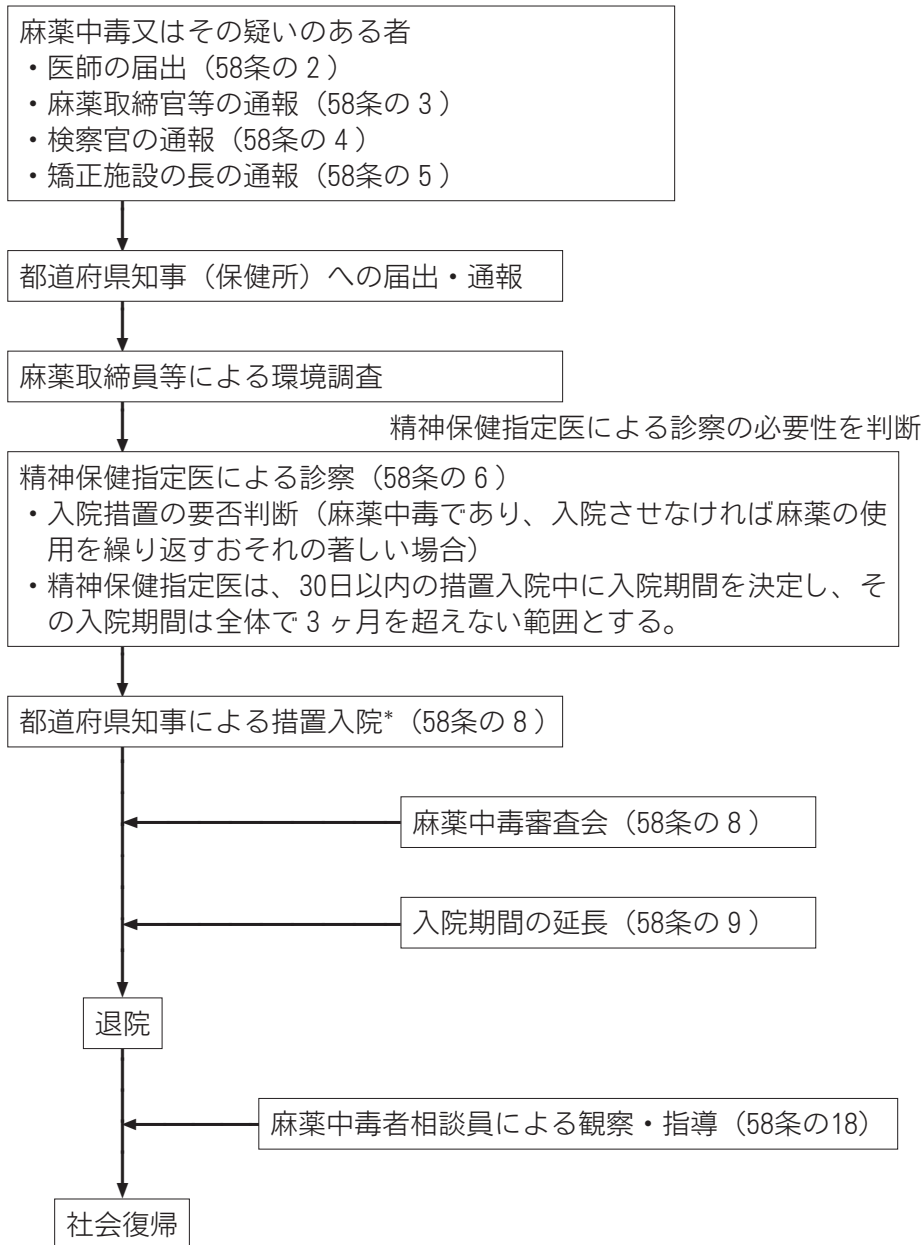 麻薬中毒又はその疑いのある者
・医師の届出（58条の２）
・麻薬取締官等の通報（58条の３）
・検察官の通報（58条の４）
・矯正施設の長の通報（58条の５）
都道府県知事（保健所）への届出・通報
麻薬取締員等による環境調査
精神保健指定医による診察の必要性を判断
精神保健指定医による診察（58条の６）
・入院措置の要否判断（麻薬中毒であり、入院させなければ麻薬の使
用を繰り返すおそれの著しい場合）
・精神保健指定医は、30日以内の措置入院中に入院期間を決定し、そ
の入院期間は全体で３ヶ月を超えない範囲とする。
都道府県知事による措置入院*（58条の８）
麻薬中毒審査会（58条の８）
入院期間の延長（58条の９）
退院
麻薬中毒者相談員による観察・指導（58条の18）
社会復帰